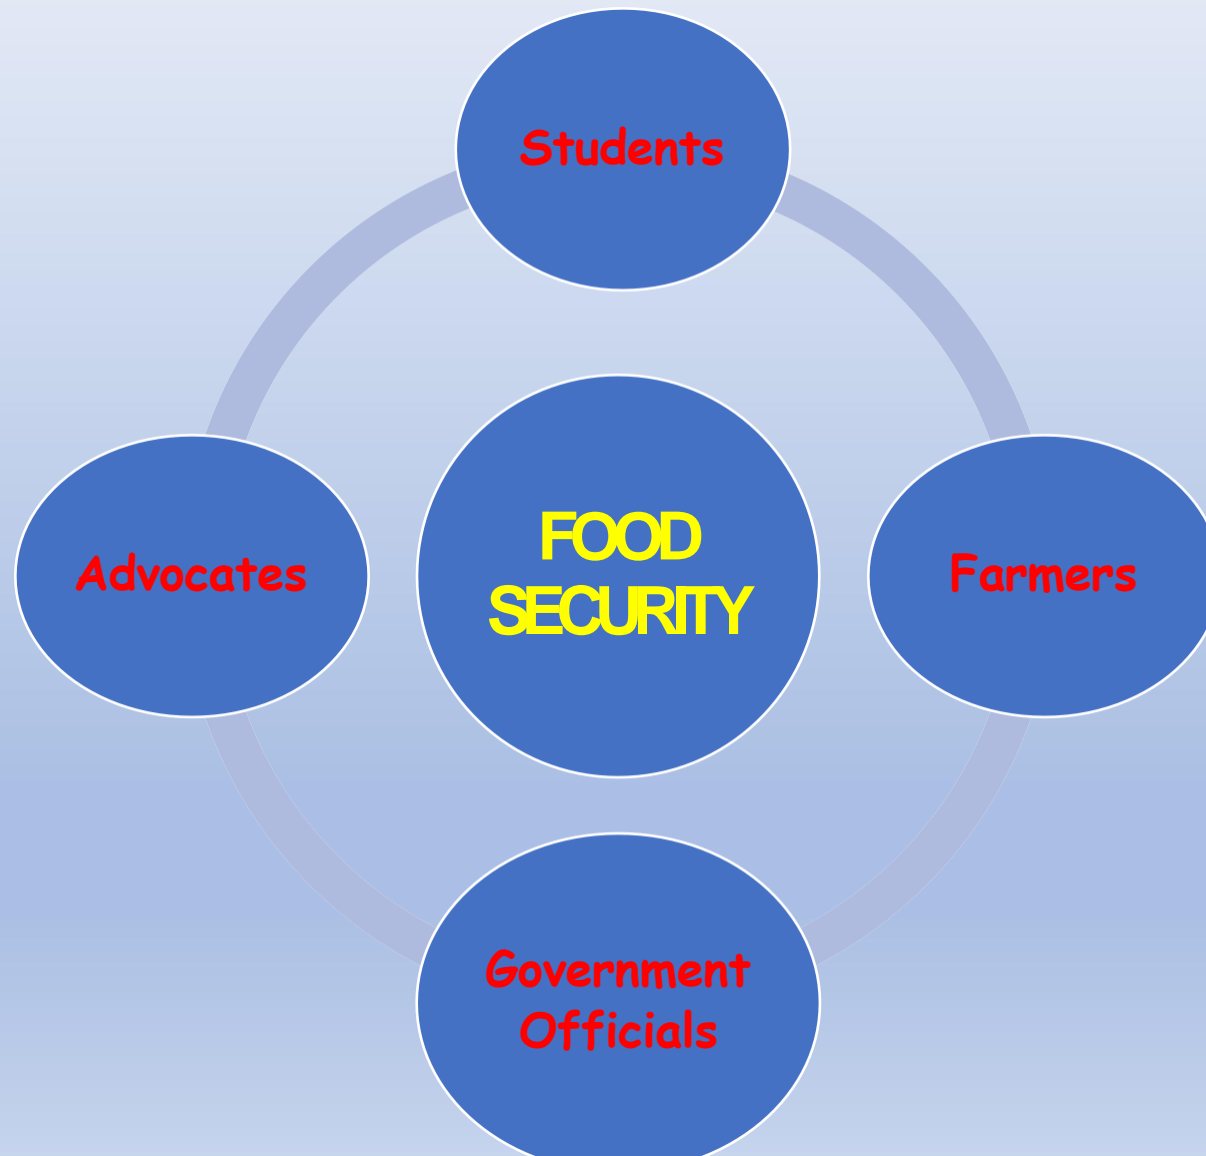 Students
Advocates
FOOD
SECURITY
Farmers
Government
Officials